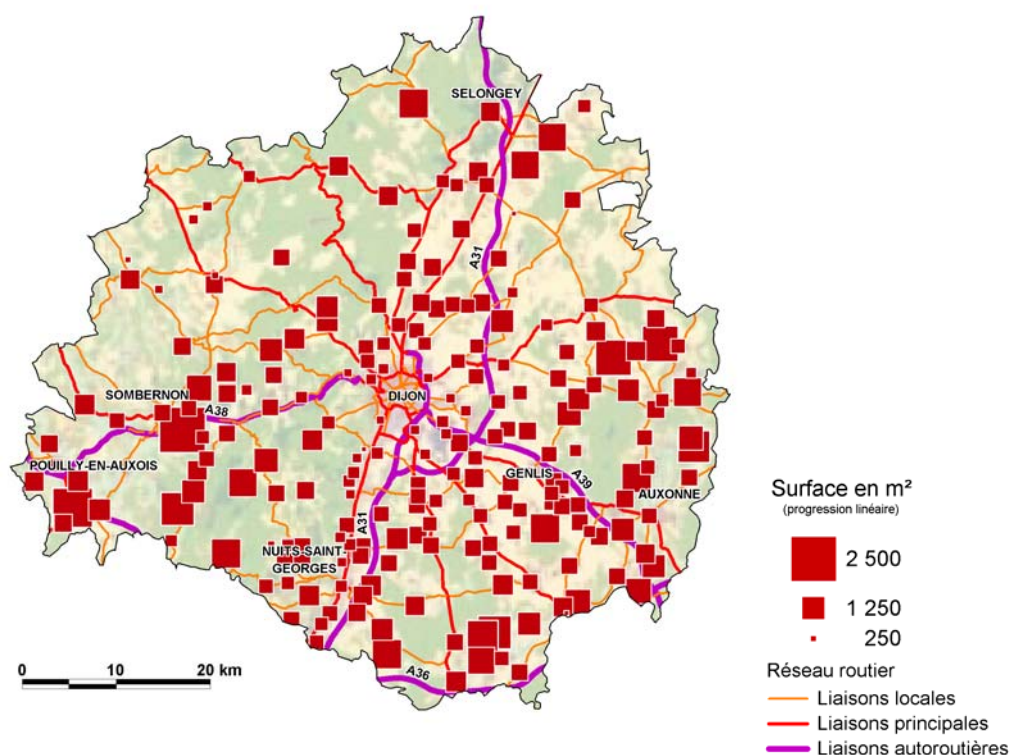 SELONGEY
A31
SOMBERNON
A38
DIJON
POUILLY-EN-AUXOIS
GENLIS
A39
AUXONNE
A31
NUITS-SAINT-
GEORGES
A36
0 10 20 km
Surface en m²
(progression linéaire)
2 500
1 250
250
Réseau routier
Liaisons locales
Liaisons principales
Liaisons autoroutières